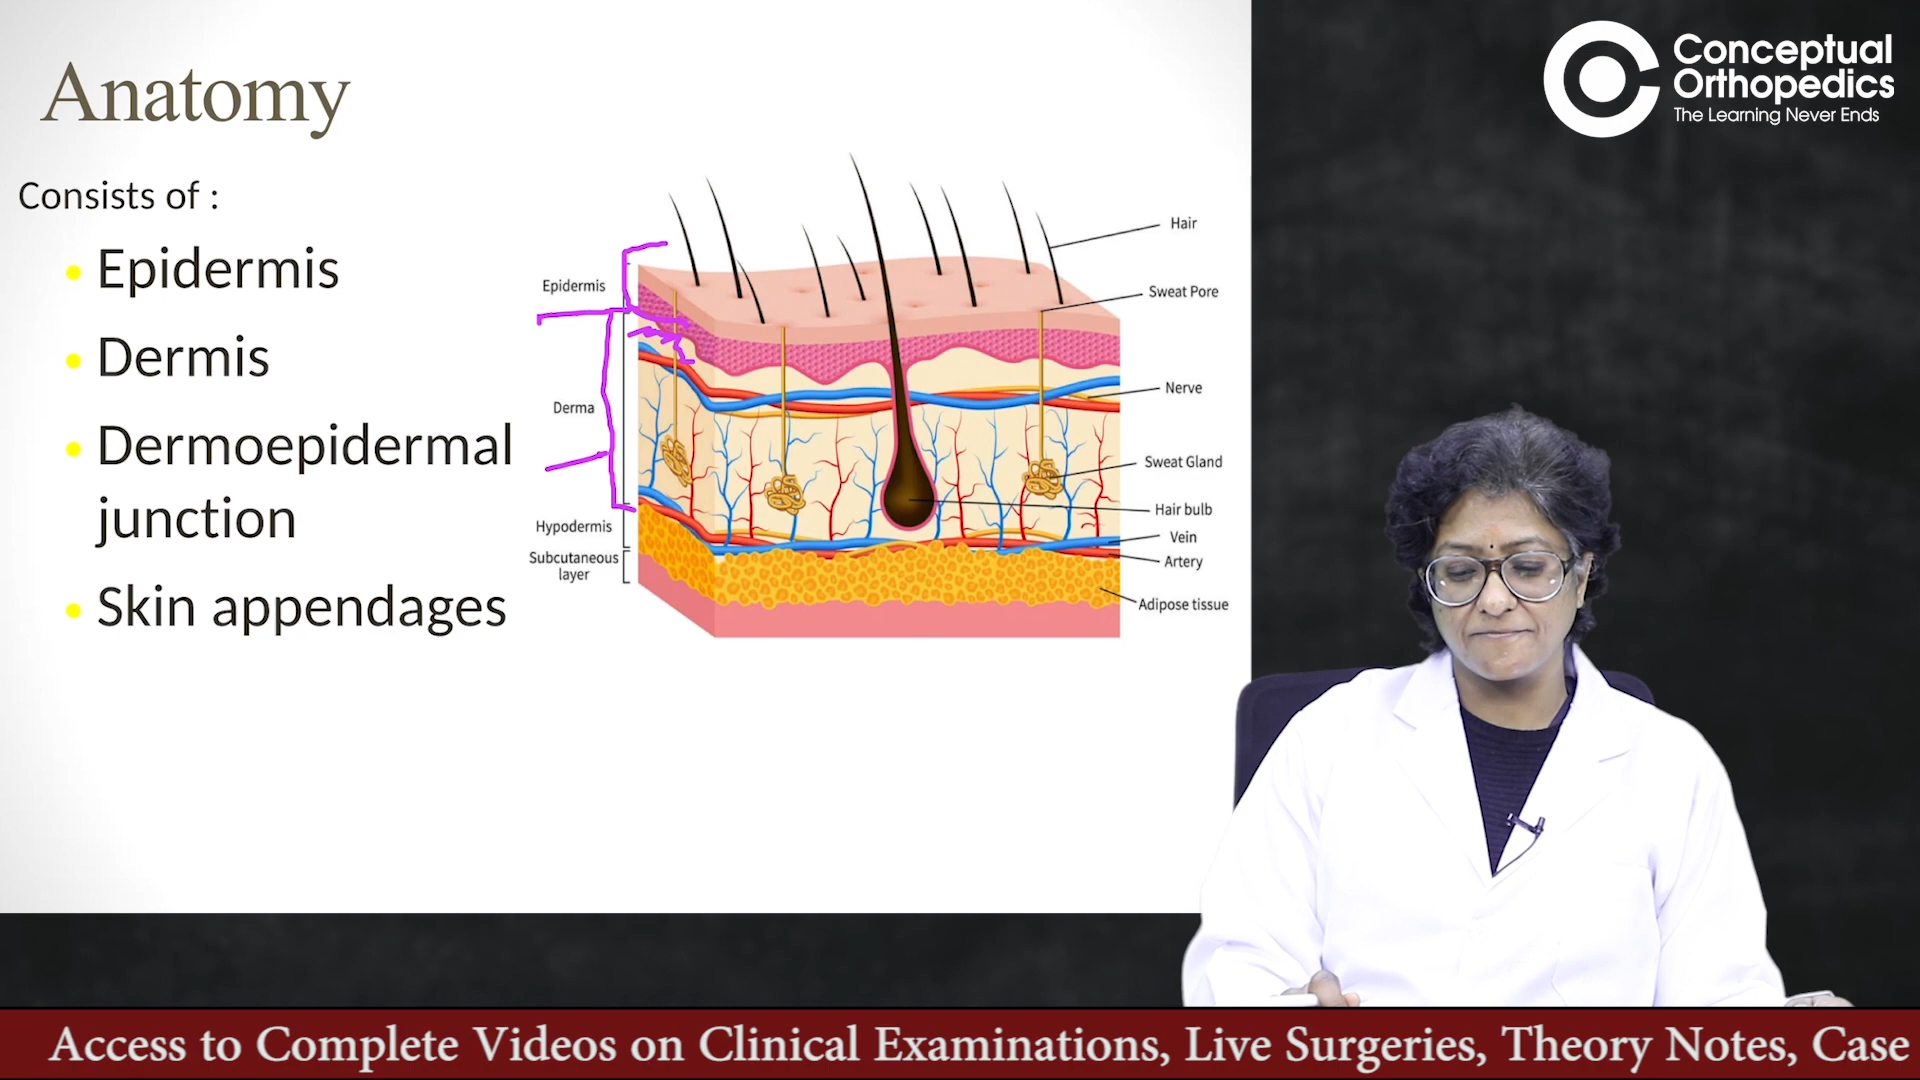 Anatomy
Consists of :
Epidermis
Dermis
Dermoepidermal
junction
Skin appendages
Epidermis
Derma
Hypodermis
Subcutaneous
layer
Hair
Sweat Pore
Nerve
Sweat Gland
Hair bulb
Vein
Artery
Adipose tissue
Conceptual
Orthopedics
The Learning Never Ends
Access to Complete Videos on Clinical Examinations, Live Surgeries, Theory Notes, Case